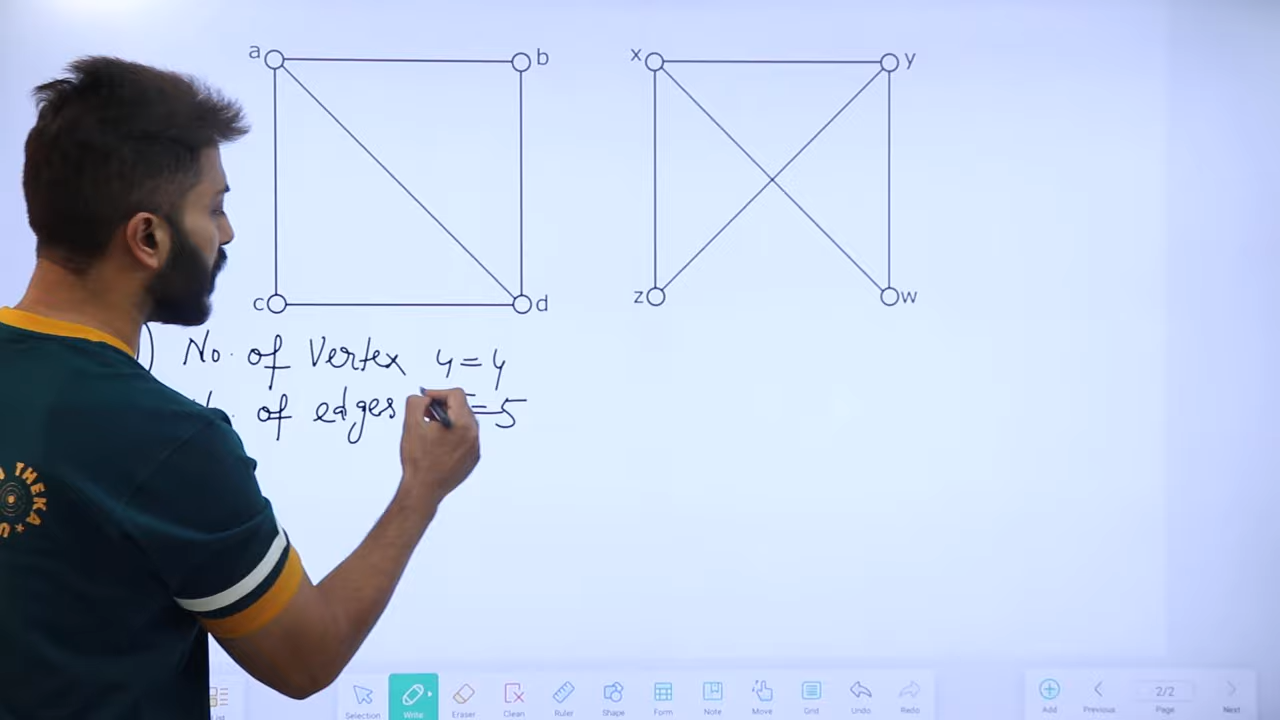 a b
x y
c d
z w
) No. of Vertex 4 = 4
of edges = 5
THEKA
Selection Write Eraser Clean Ruler Shape Form Note Move Grid Undo Redo
Add Previous 2/2 Page Next